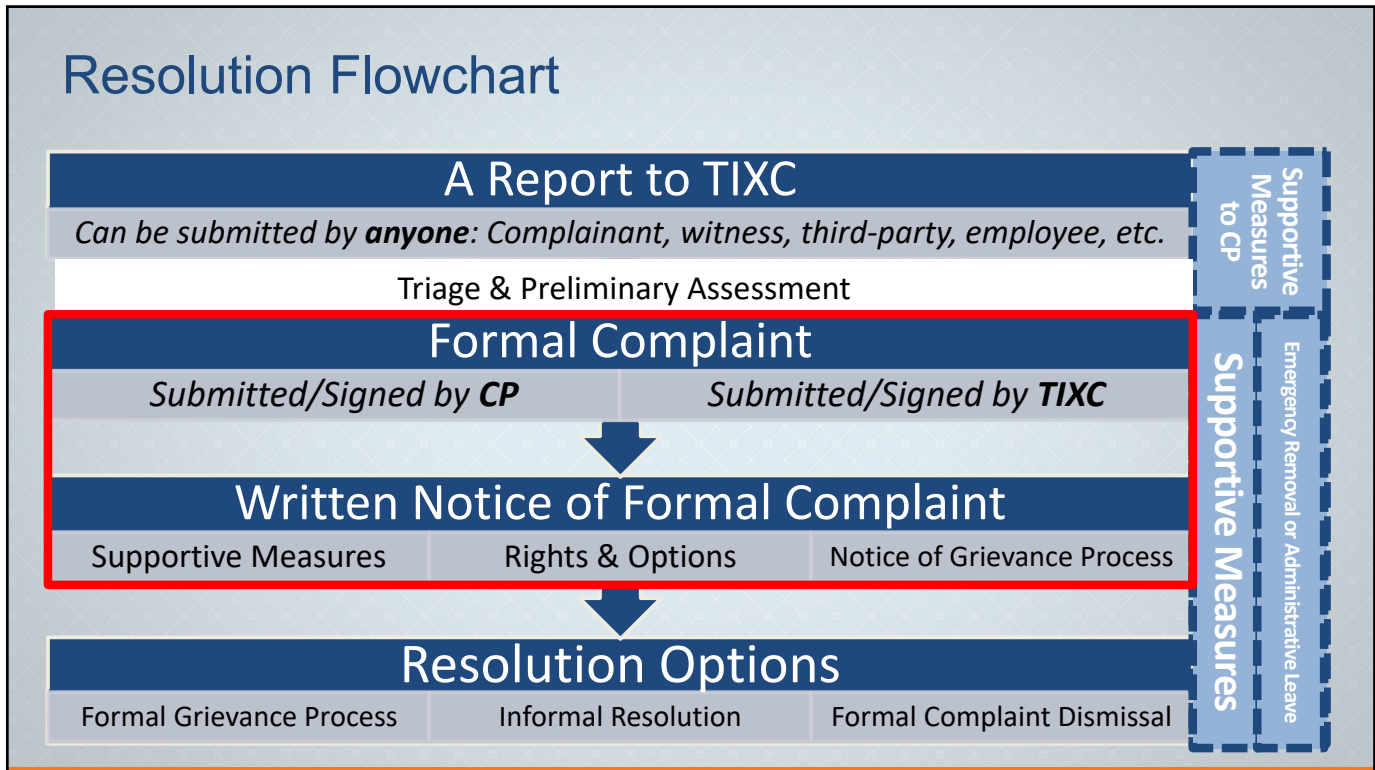 Resolution Flowchart
A Report to TIXC
Can be submitted by anyone: Complainant, witness, third-party, employee, etc.
Triage & Preliminary Assessment
Formal Complaint
Submitted/Signed by CP
Submitted/Signed by TIXC
Written Notice of Formal Complaint
Supportive Measures
Rights & Options
Notice of Grievance Process
Resolution Options
Formal Grievance Process
Informal Resolution
Formal Complaint Dismissal
Supportive
Measures
to CP
Supportive Measures
Emergency Removal or Administrative Leave